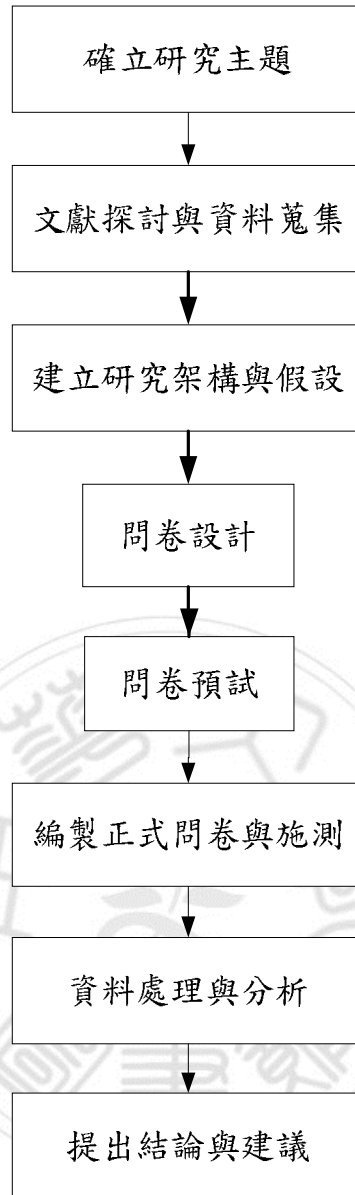 確立研究主題
文獻探討與資料蒐集
建立研究架構與假設
問卷設計
問卷預試
編製正式問卷與施測
資料處理與分析
提出結論與建議